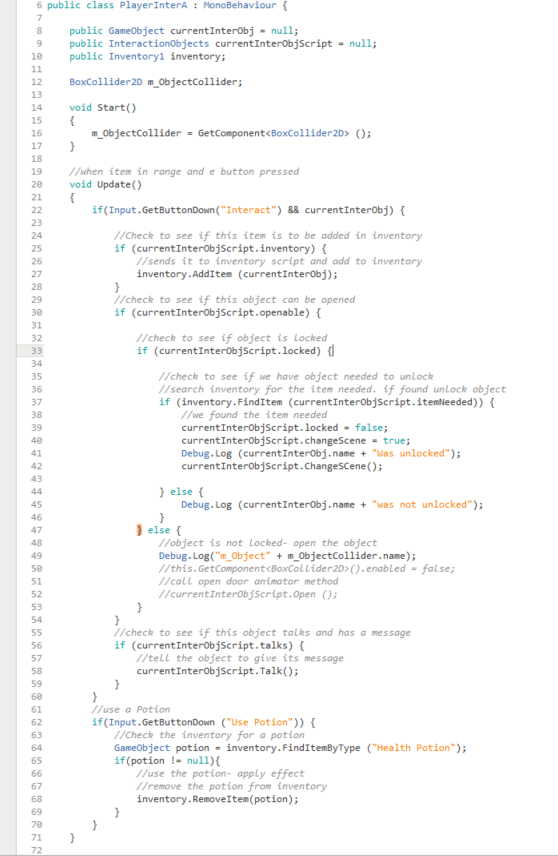 6 public class PlayerInterA : MonoBehaviour {
7
8 public GameObject currentInterObj = null;
9 public InteractionObjects currentInterObjScript = null;
10 public Inventory1 inventory;
11
12 BoxCollider2D m_ObjectCollider;
13
14 void Start()
15 {
16 m_ObjectCollider = GetComponent<BoxCollider2D> ();
17 }
18
19 //when item in range and e button pressed
20 void Update()
21 {
22 if(Input.GetButtonDown("Interact") && currentInterObj) {
23
24 //Check to see if this item is to be added in inventory
25 if (currentInterObjScript.inventory) {
26 //sends it to inventory script and add to inventory
27 inventory.AddItem (currentInterObj);
28 }
29 //check to see if this object can be opened
30 if (currentInterObjScript.openable) {
31
32 //check to see if object is locked
33 if (currentInterObjScript.locked) {
34
35 //check to see if we have object needed to unlock
36 //search inventory for the item needed. if found unlock object
37 if (inventory.FindItem (currentInterObjScript.itemNeeded)) {
38 //we found the item needed
39 currentInterObjScript.locked = false;
40 currentInterObjScript.changeScene = true;
41 Debug.Log (currentInterObj.name + "Was unlocked");
42 currentInterObjScript.ChangeSCene();
43
44 } else {
45 Debug.Log (currentInterObj.name + "was not unlocked");
46 }
47 } else {
48 //object is not locked- open the object
49 Debug.Log("m_Object" + m_ObjectCollider.name);
50 //this.GetComponent<BoxCollider2D>().enabled = false;
51 //call open door animator method
52 //currentInterObjScript.Open ();
53 }
54 }
55 //check to see if this object talks and has a message
56 if (currentInterObjScript.talks) {
57 //tell the object to give its message
58 currentInterObjScript.Talk();
59 }
60 }
61 //use a Potion
62 if(Input.GetButtonDown ("Use Potion")) {
63 //Check the inventory for a potion
64 GameObject potion = inventory.FindItemByType ("Health Potion");
65 if(potion != null){
66 //use the potion- apply effect
67 //remove the potion from inventory
68 inventory.RemoveItem(potion);
69 }
70 }
71 }
72